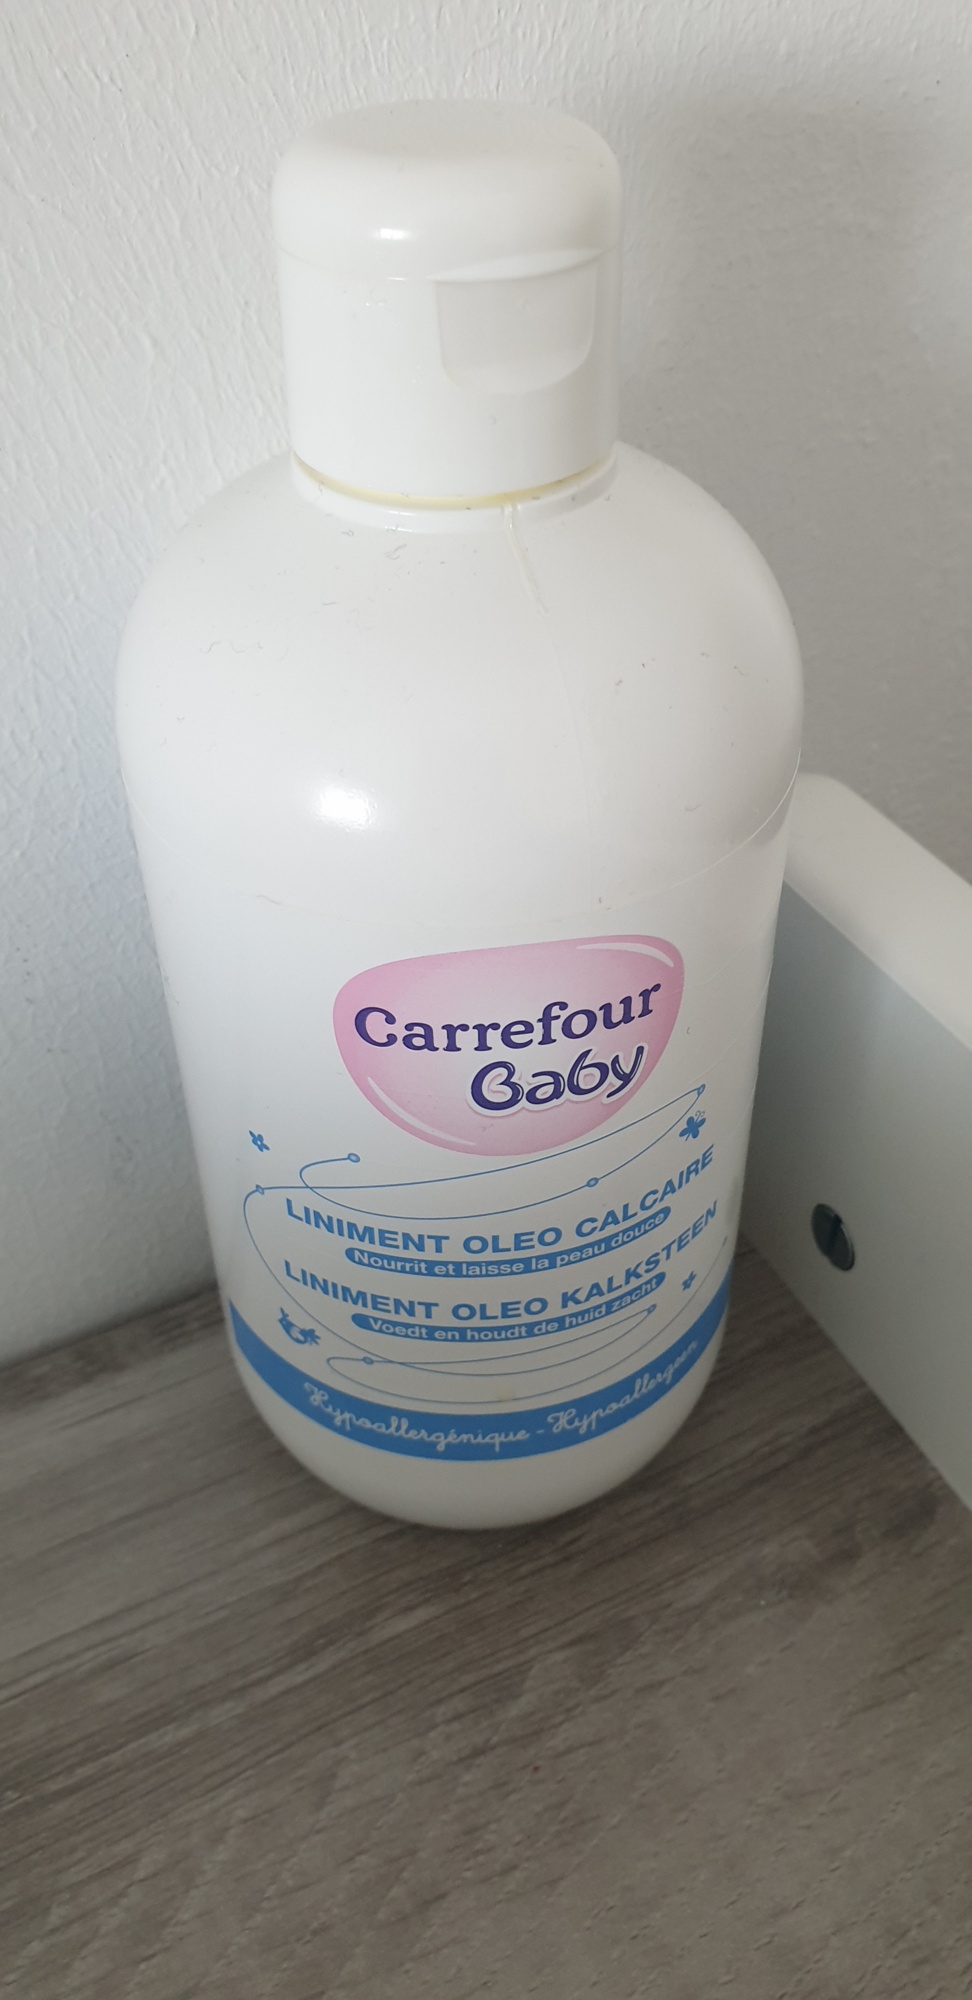 Carrefour
Baby
LINIMENT OLEO CALCAIRE
Nourrit et laisse la peau douce
LINIMENT OLEO KALKSTEEN
Voedt en houdt de huid zacht
Hypoallergénique - Hypoallergeen